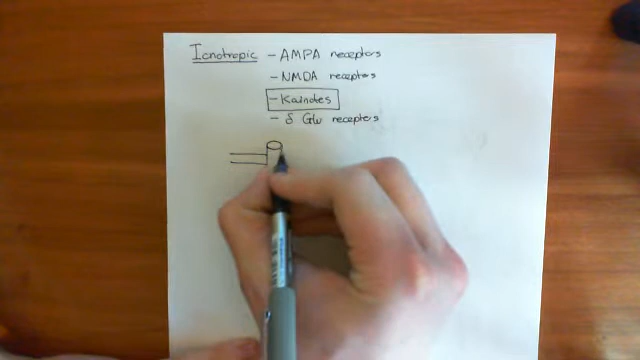 Ionotropic - AMPA receptors
- NMDA receptors
- Kainates
- δ Glu receptors